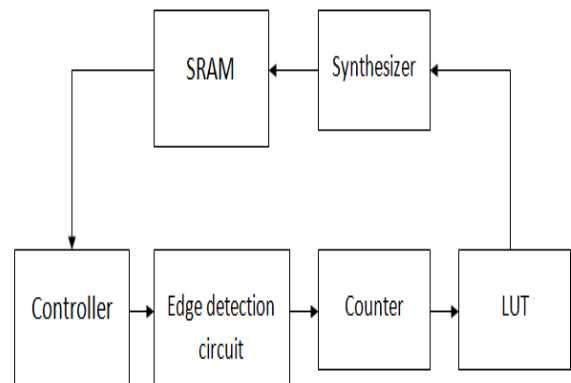 SRAM
Synthesizer
Controller
Edge detection
circuit
Counter
LUT